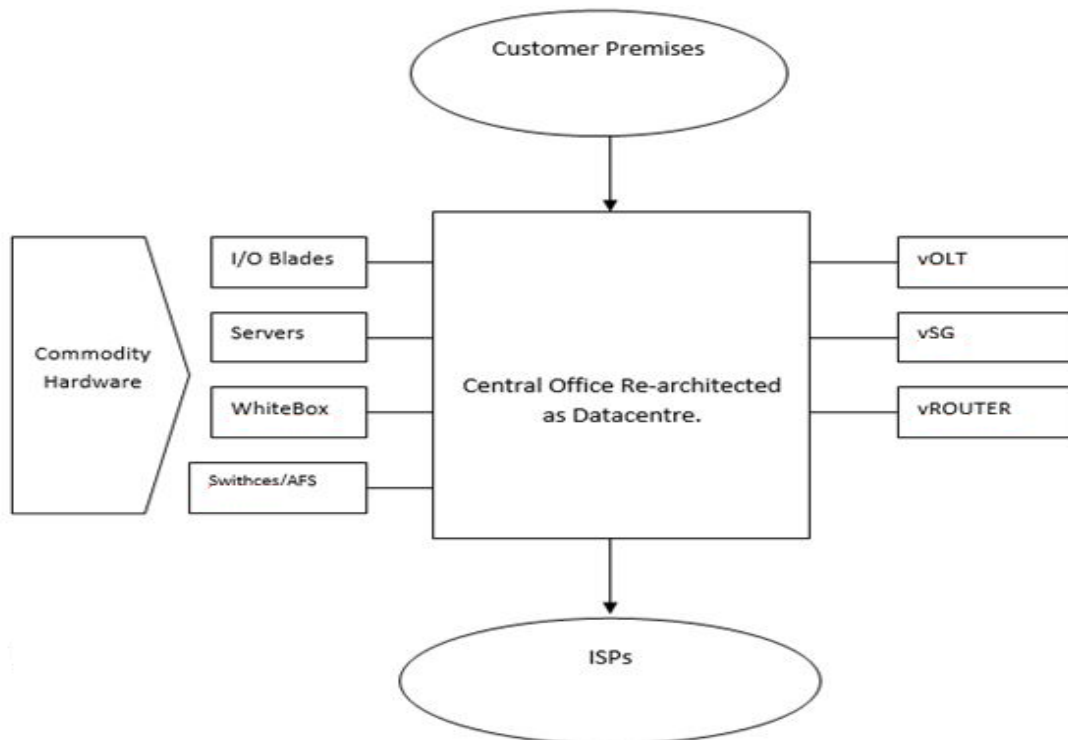 Customer Premises
I/O Blades
vOLT
Servers
vSG
Commodity
Hardware
Central Office Re-architected
as Datacentre.
WhiteBox
vROUTER
Swithces/AFS
ISPs